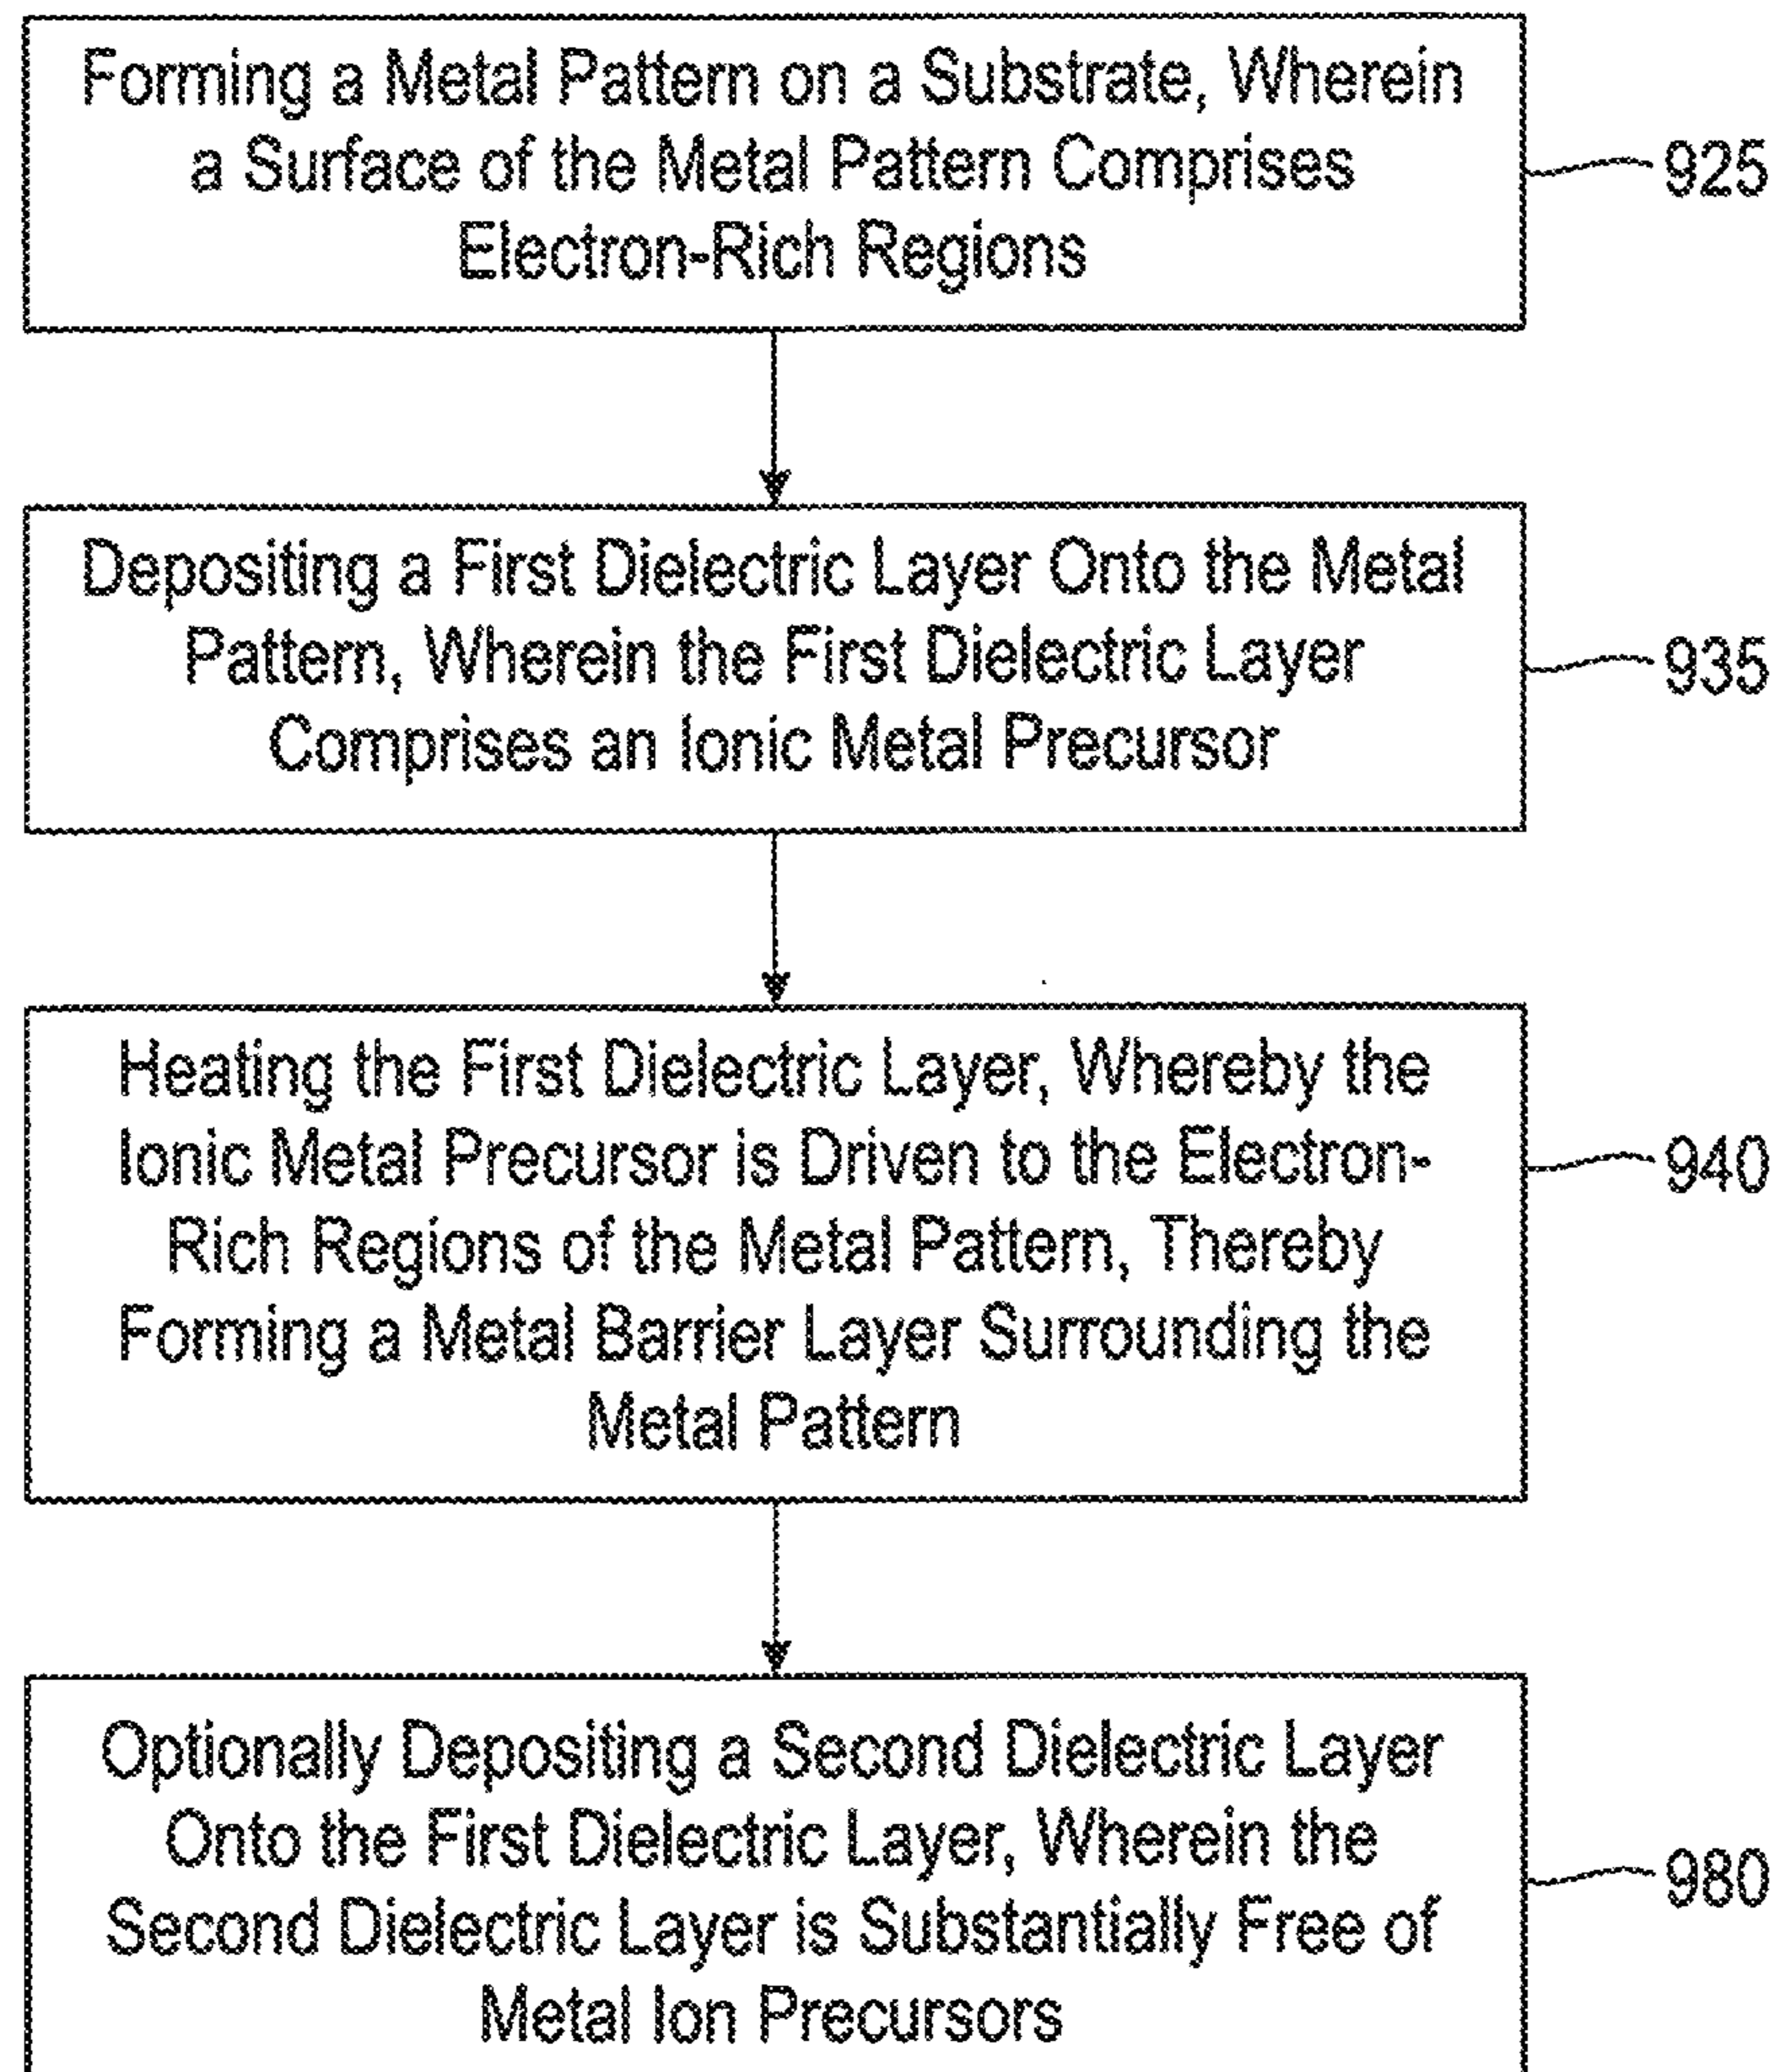 Forming a Metal Pattern on a Substrate, Wherein
a Surface of the Metal Pattern Comprises
Electron-Rich Regions
925
Depositing a First Dielectric Layer Onto the Metal
Pattern, Wherein the First Dielectric Layer
Comprises an Ionic Metal Precursor
935
Heating the First Dielectric Layer, Whereby the
Ionic Metal Precursor is Driven to the Electron-
Rich Regions of the Metal Pattern, Thereby
Forming a Metal Barrier Layer Surrounding the
Metal Pattern
940
Optionally Depositing a Second Dielectric Layer
Onto the First Dielectric Layer, Wherein the
Second Dielectric Layer is Substantially Free of
Metal Ion Precursors
980